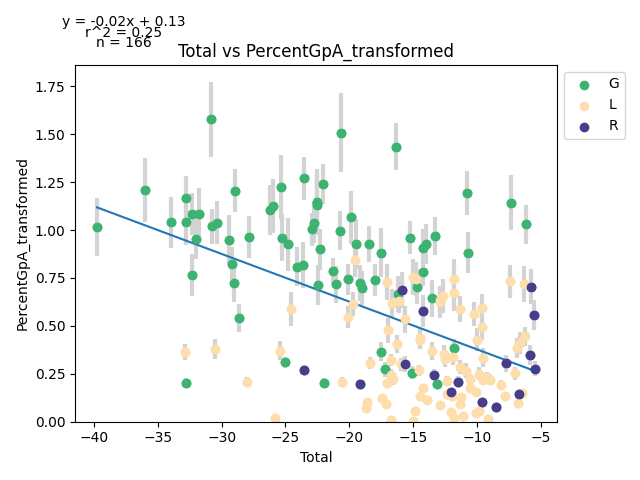 y = -0.02x + 0.13
r^2 = 0.25
n = 166
Total vs PercentGpA_transformed
1.75
1.50
1.25
1.00
0.75
0.50
0.25
0.00
PercentGpA_transformed
−40 −35 −30 −25 −20 −15 −10 −5
Total
G
L
R